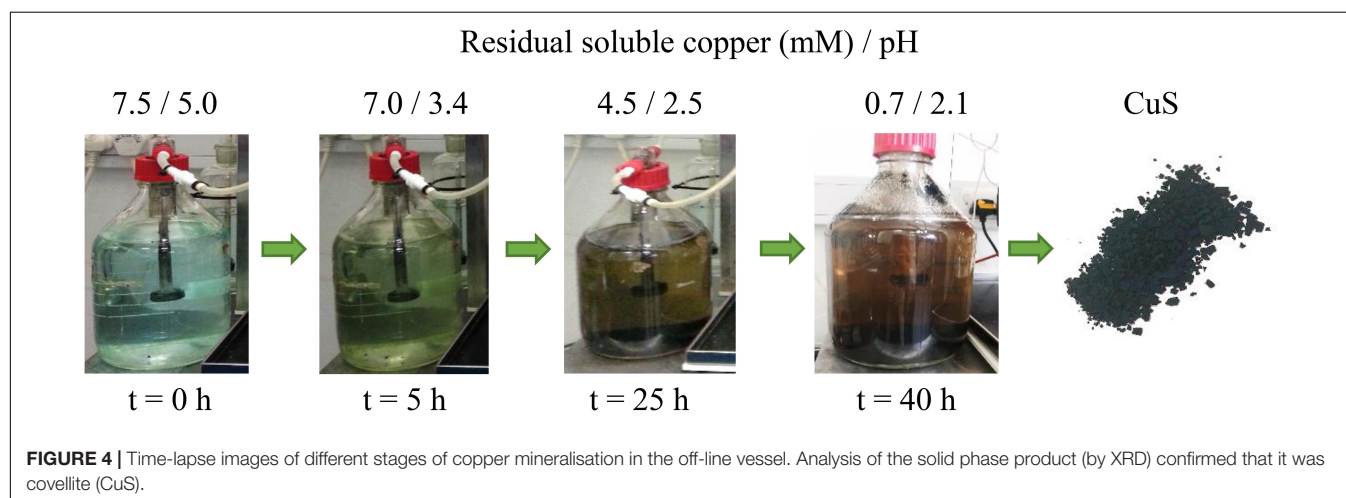 Residual soluble copper (mM) / pH
7.5 / 5.0 7.0 / 3.4 4.5 / 2.5 0.7 / 2.1 CuS
t = 0 h t = 5 h t = 25 h t = 40 h
FIGURE 4 | Time-lapse images of different stages of copper mineralisation in the off-line vessel. Analysis of the solid phase product (by XRD) confirmed that it was
covellite (CuS).